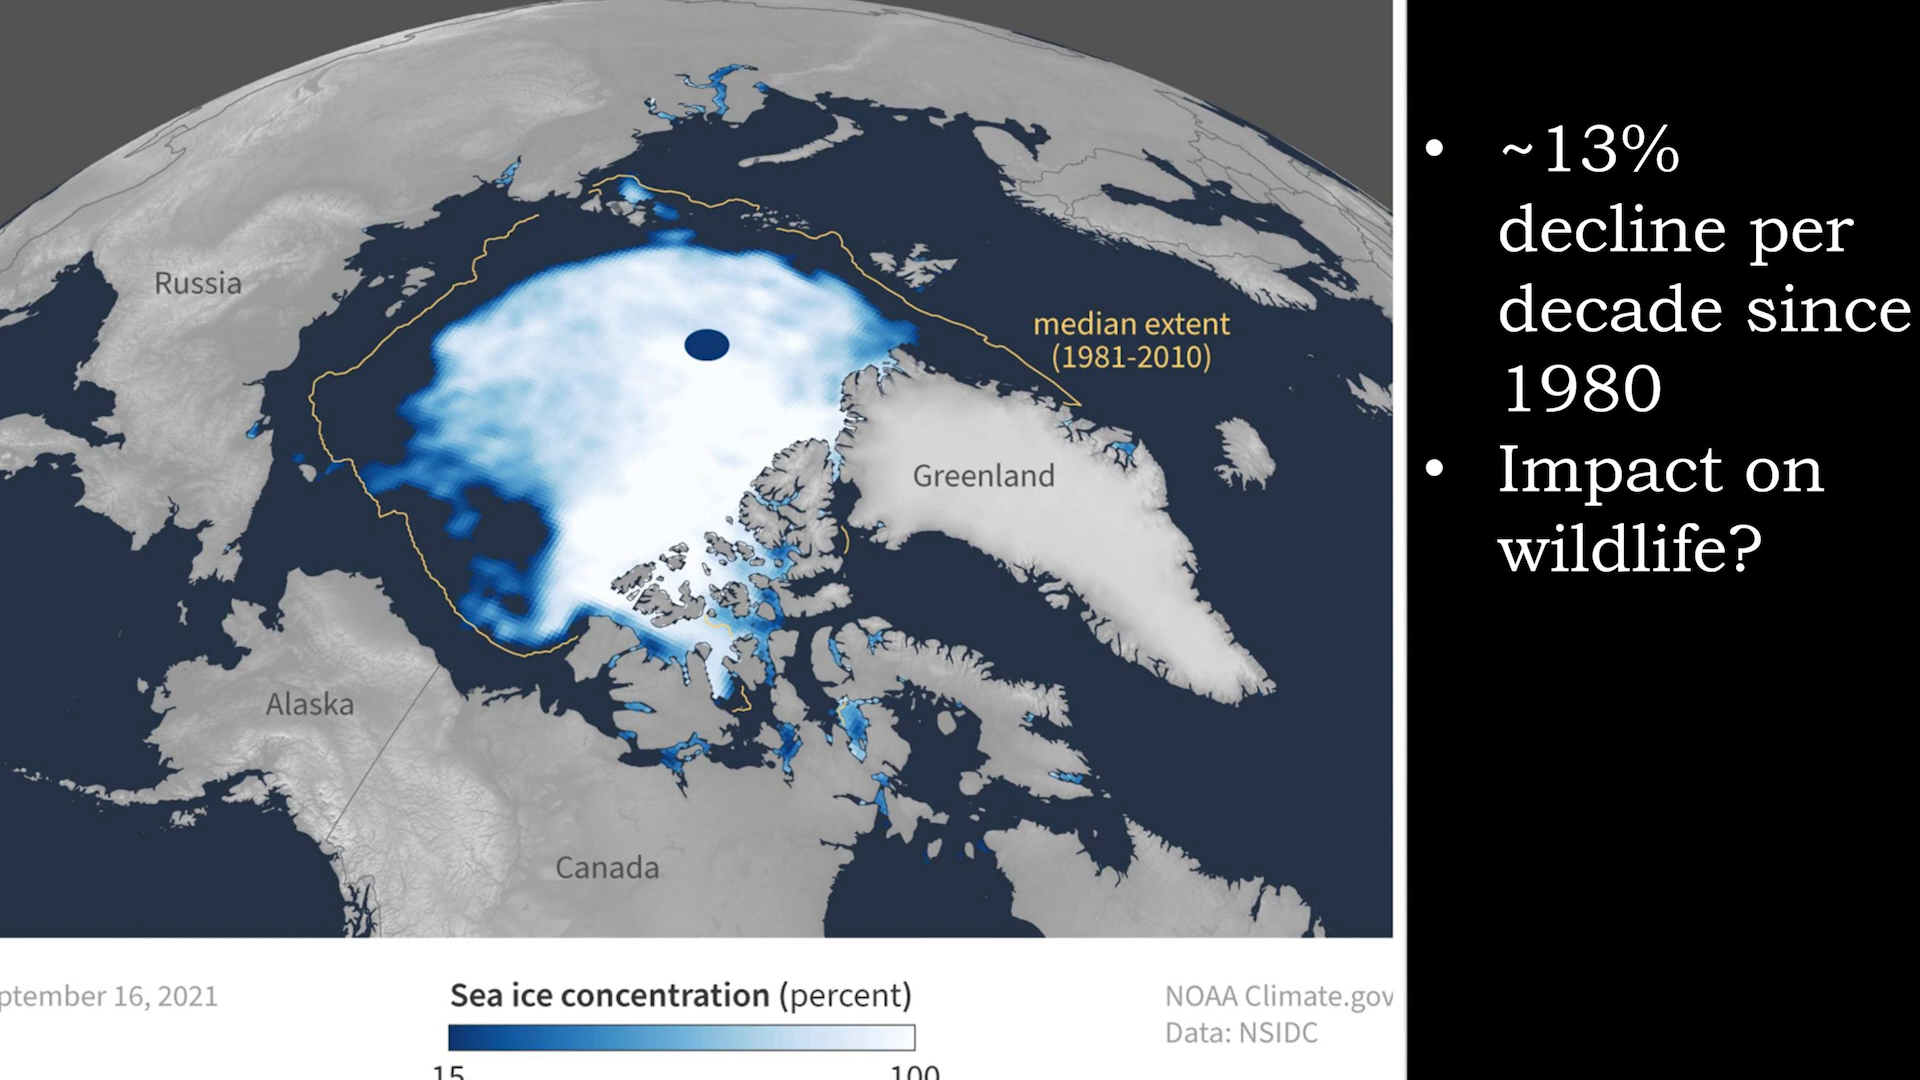 Russia
median extent
(1981-2010)
Greenland
Alaska
Canada
ptember 16, 2021
Sea ice concentration (percent)
15
100
NOAA Climate.gov
Data: NSIDC
• ~13%
decline per
decade since
1980
• Impact on
wildlife?